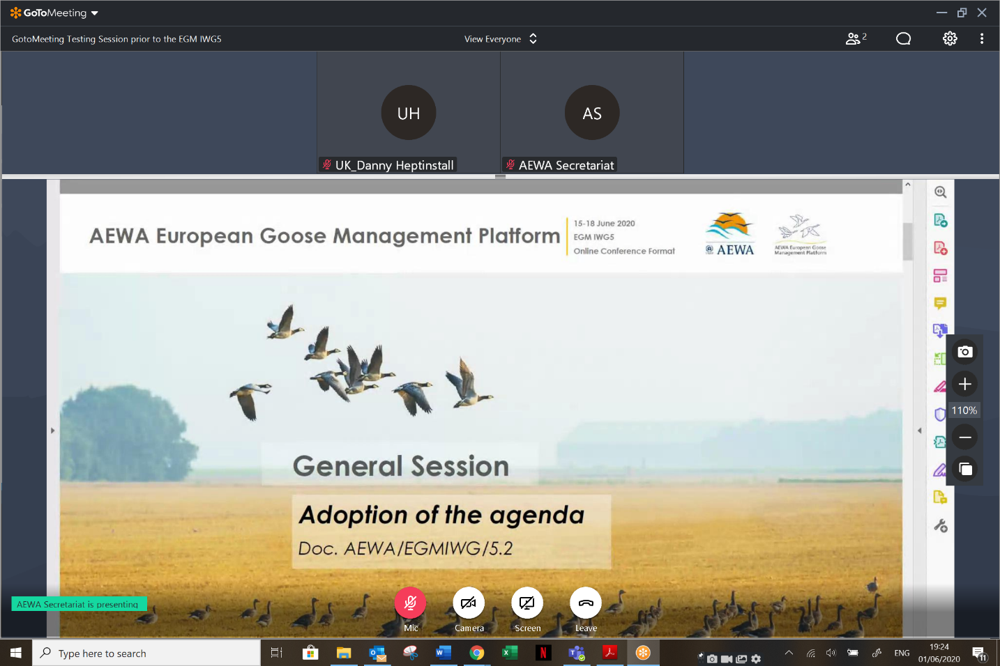 GoToMeeting
GotoMeeting Testing Session prior to the EGM IWG5
View Everyone
2
UH
AS
UK_Danny Heptinstall
AEWA Secretariat
AEWA European Goose Management Platform
15-18 June 2020
EGM IWG5
Online Conference Format
AEWA
AEWA European Goose
Management Platform
110%
General Session
Adoption of the agenda
Doc. AEWA/EGMIWG/5.2
AEWA Secretariat is presenting
Mic
Camera
Screen
Leave
Type here to search
ENG
19:24
01/06/2020
11